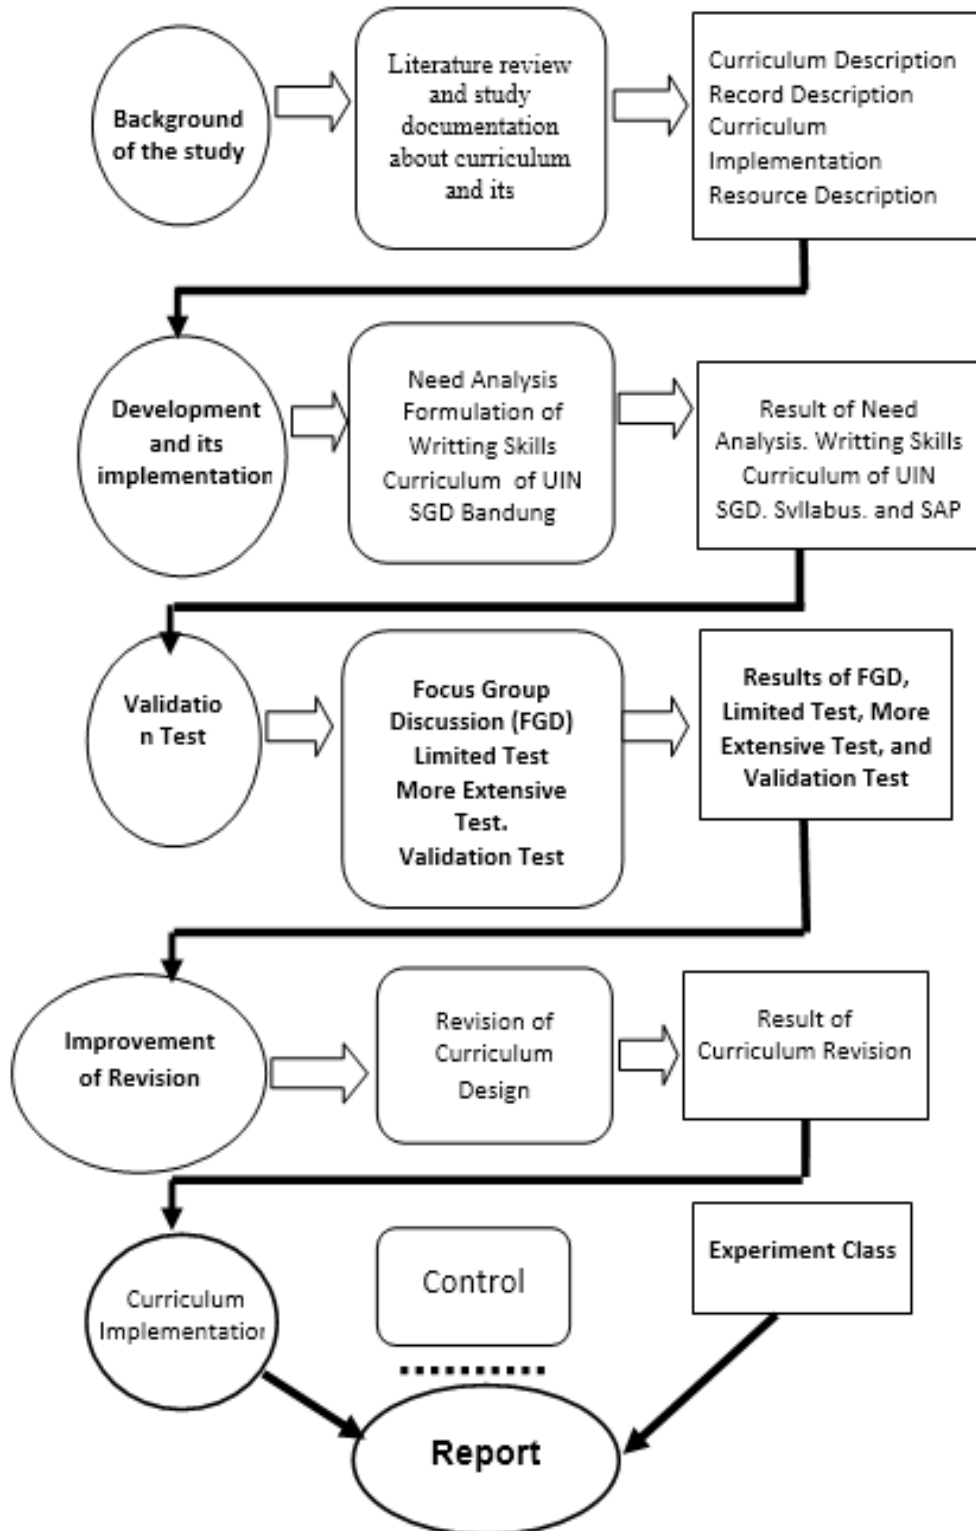 Background
of the study
Literature review
and study
documentation
about curriculum
and its
Curriculum Description
Record Description
Curriculum
Implementation
Resource Description
Development
and its
implementation
Need Analysis
Formulation of
Writting Skills
Curriculum of UIN
SGD Bandung
Result of Need
Analysis. Writting Skills
Curriculum of UIN
SGD. Syllabus. and SAP
Validatio
n Test
Focus Group
Discussion (FGD)
Limited Test
More Extensive
Test.
Validation Test
Results of FGD,
Limited Test, More
Extensive Test, and
Validation Test
Improvement
of Revision
Revision of
Curriculum
Design
Result of
Curriculum Revision
Curriculum
Implementation
Control
Experiment Class
Report